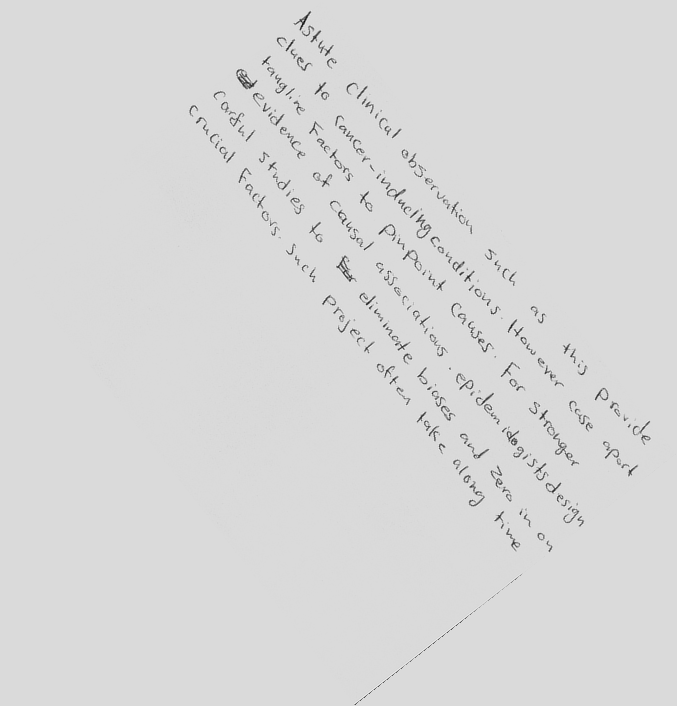 Astute clinical observation such as this provide
clues to cancer-inducing conditions. However case apart
tangline Factors to pinpoint causes. For stronger
evidence of causal associations. epidemidogists design
carful studies to eliminate biases and zero in on
crucial Factors. such project often take along time